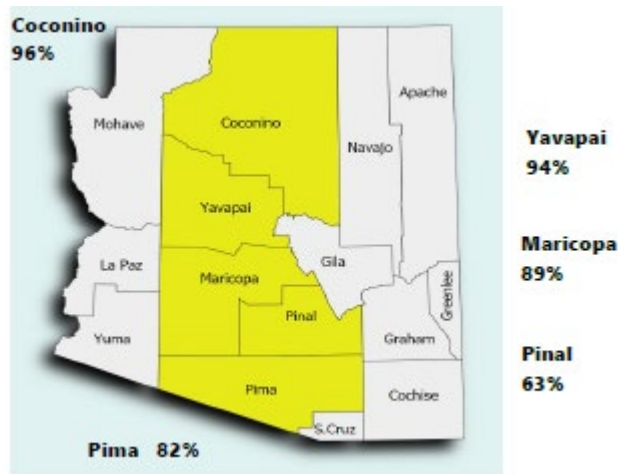 Coconino
96%
Mohave
Coconino
Navajo
Apache
Yavapai
94%
Yavapai
La Paz
Maricopa
Gila
Maricopa
89%
Greenlee
Yuma
Pinal
Graham
Pinal
63%
Pima
Cochise
S.Cruz
Pima 82%